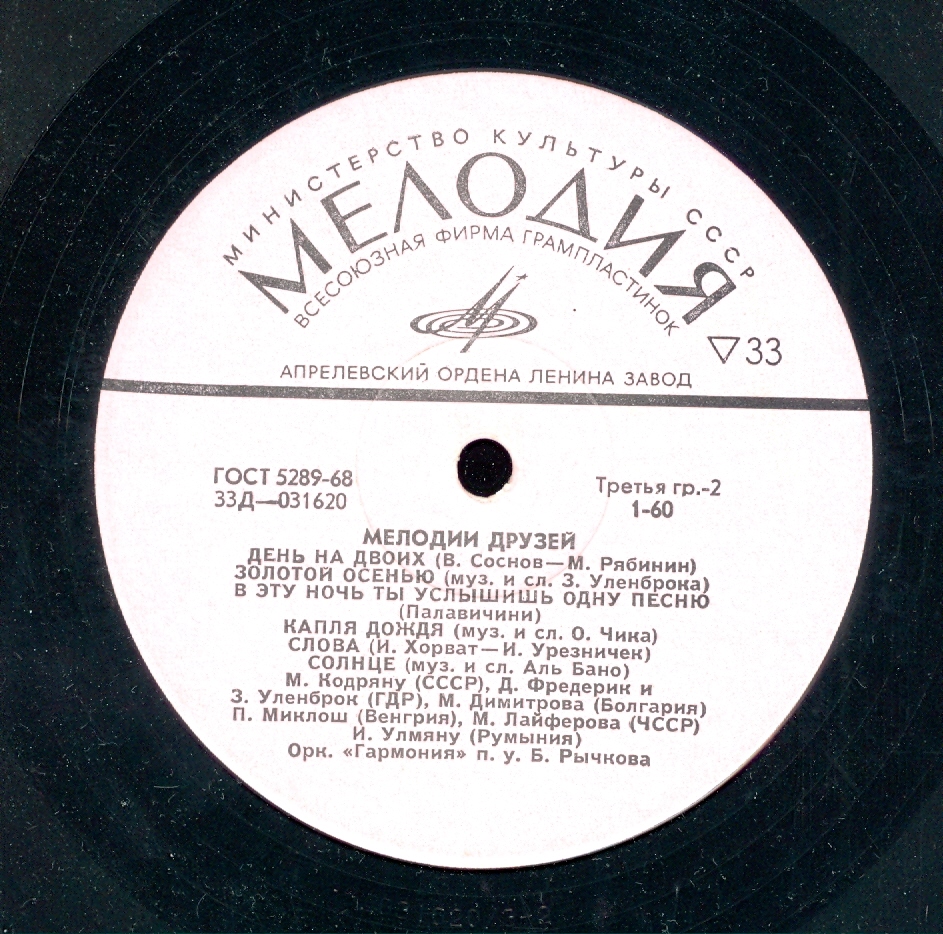 МИНИСТЕРСТВО КУЛЬТУРЫ СССР
МЕЛОДИЯ
ВСЕСОЮЗНАЯ ФИРМА ГРАМПЛАСТИНОК
▽33
АПРЕЛЕВСКИЙ ОРДЕНА ЛЕНИНА ЗАВОД
ГОСТ 5289-68
33Д—031620
Третья гр.-2
1-60
МЕЛОДИИ ДРУЗЕЙ
ДЕНЬ НА ДВОИХ (В. Соснов—М. Рябинин)
ЗОЛОТОЙ ОСЕНЬЮ (муз. и сл. З. Уленброка)
В ЭТУ НОЧЬ ТЫ УСЛЫШИШЬ ОДНУ ПЕСНЮ
(Палавичини)
КАПЛЯ ДОЖДЯ (муз. и сл. О. Чика)
СЛОВА (И. Хорват—И. Урезничек)
СОЛНЦЕ (муз. и сл. Аль Бано)
М. Кодряну (СССР), Д. Фредерик и
З. Уленброк (ГДР), М. Димитрова (Болгария)
П. Миклош (Венгрия), М. Лайферова (ЧССР)
И. Улмяну (Румыния)
Орк. «Гармония» п. у. Б. Рычкова